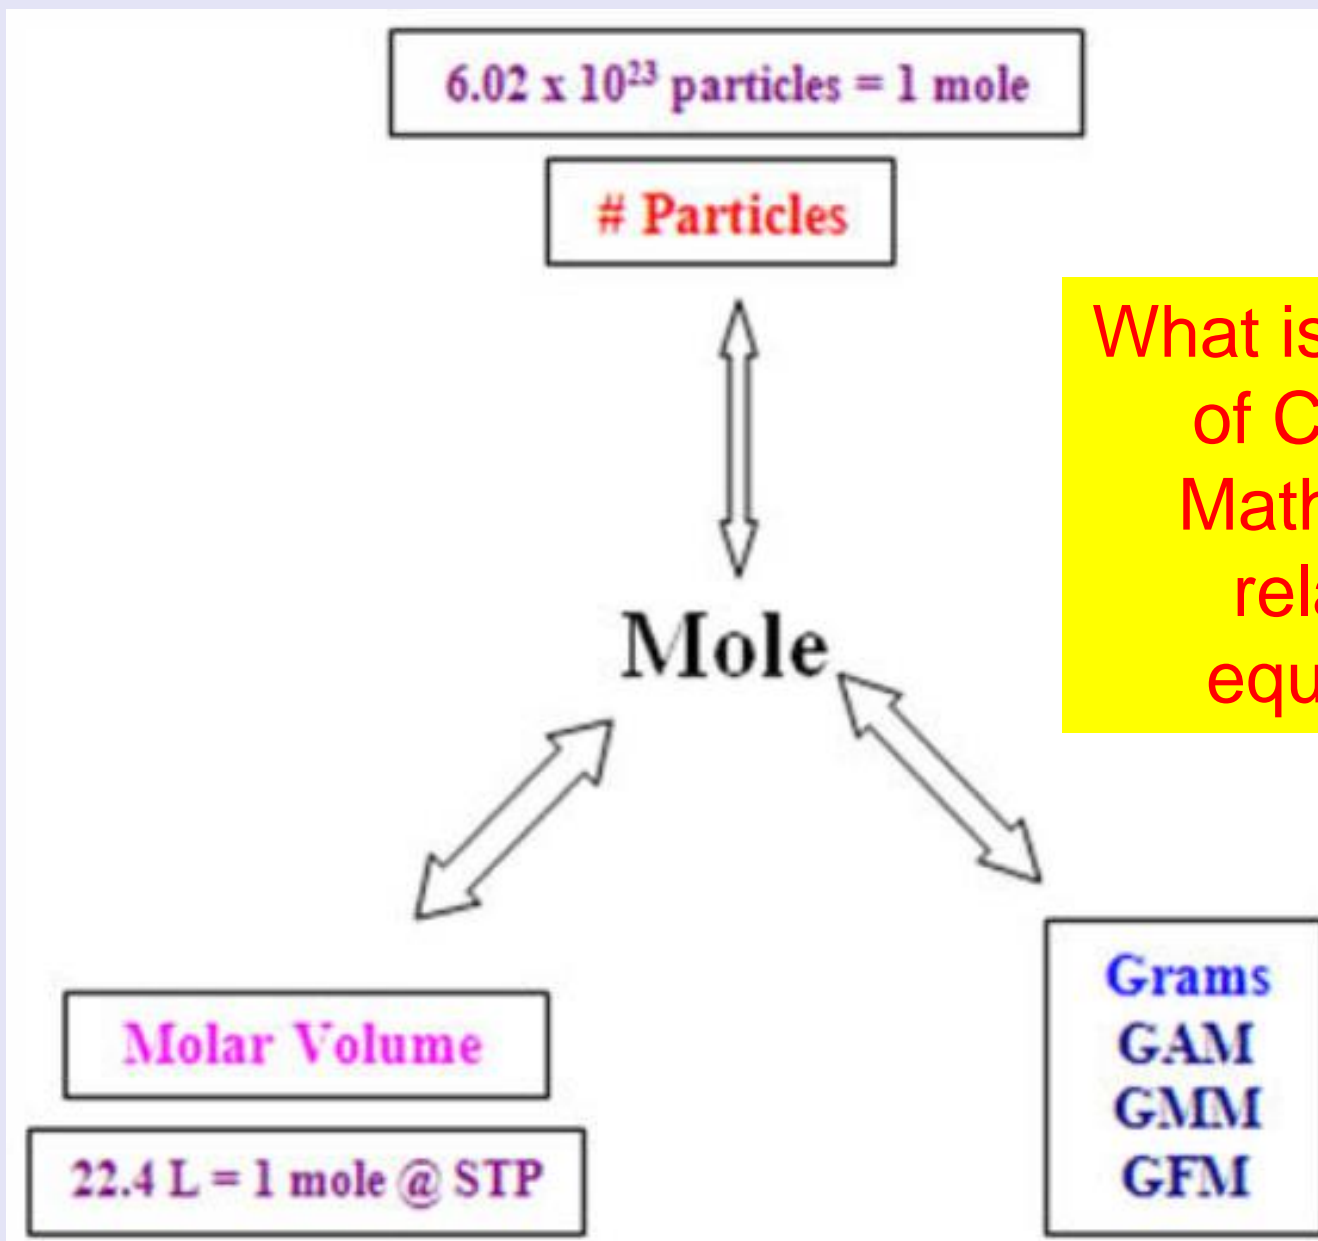 6.02 x 10²³ particles = 1 mole
# Particles
What is
of C
Math
rela
equ
Mole
Molar Volume
22.4 L = 1 mole @ STP
Grams
GAM
GMM
GFM